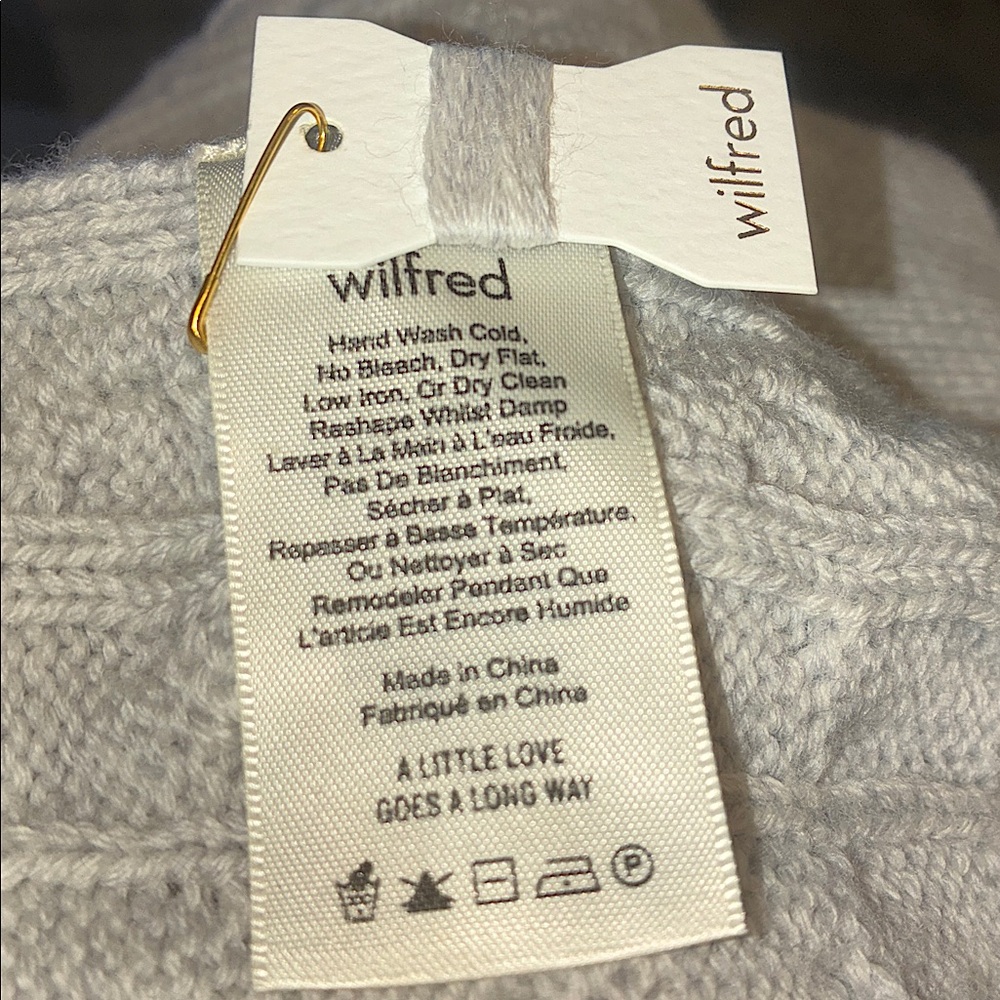 wilfred
wilfred
Hand Wash Cold,
No Bleach, Dry Flat,
Low Iron, Or Dry Clean
Reshape Whilst Damp
Laver à La Main à L'eau Froide,
Pas De Blanchiment,
Sécher à Plat,
Repasser à Basse Température,
Ou Nettoyer à Sec
Remodeler Pendant Que
L'article Est Encore Humide
Made in China
Fabriqué en China
A LITTLE LOVE
GOES A LONG WAY
P